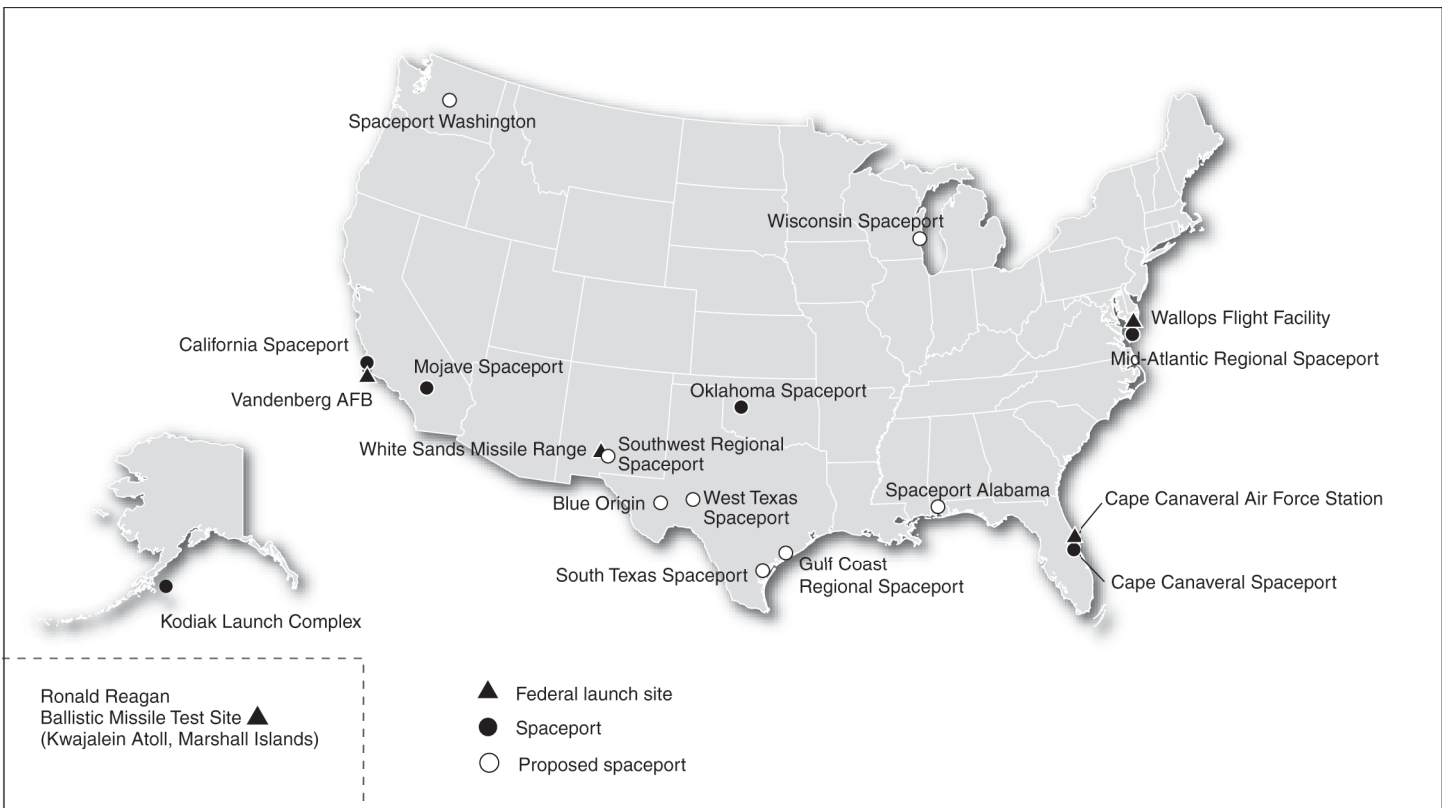 Spaceport Washington
Wisconsin Spaceport
Wallops Flight Facility
California Spaceport
Mid-Atlantic Regional Spaceport
Mojave Spaceport
Vandenberg AFB
Oklahoma Spaceport
White Sands Missile Range
Southwest Regional
Spaceport
Spaceport Alabama
Blue Origin
West Texas
Spaceport
Cape Canaveral Air Force Station
South Texas Spaceport
Gulf Coast
Regional Spaceport
Cape Canaveral Spaceport
Kodiak Launch Complex
Ronald Reagan
Ballistic Missile Test Site
(Kwajalein Atoll, Marshall Islands)
Federal launch site
Spaceport
Proposed spaceport